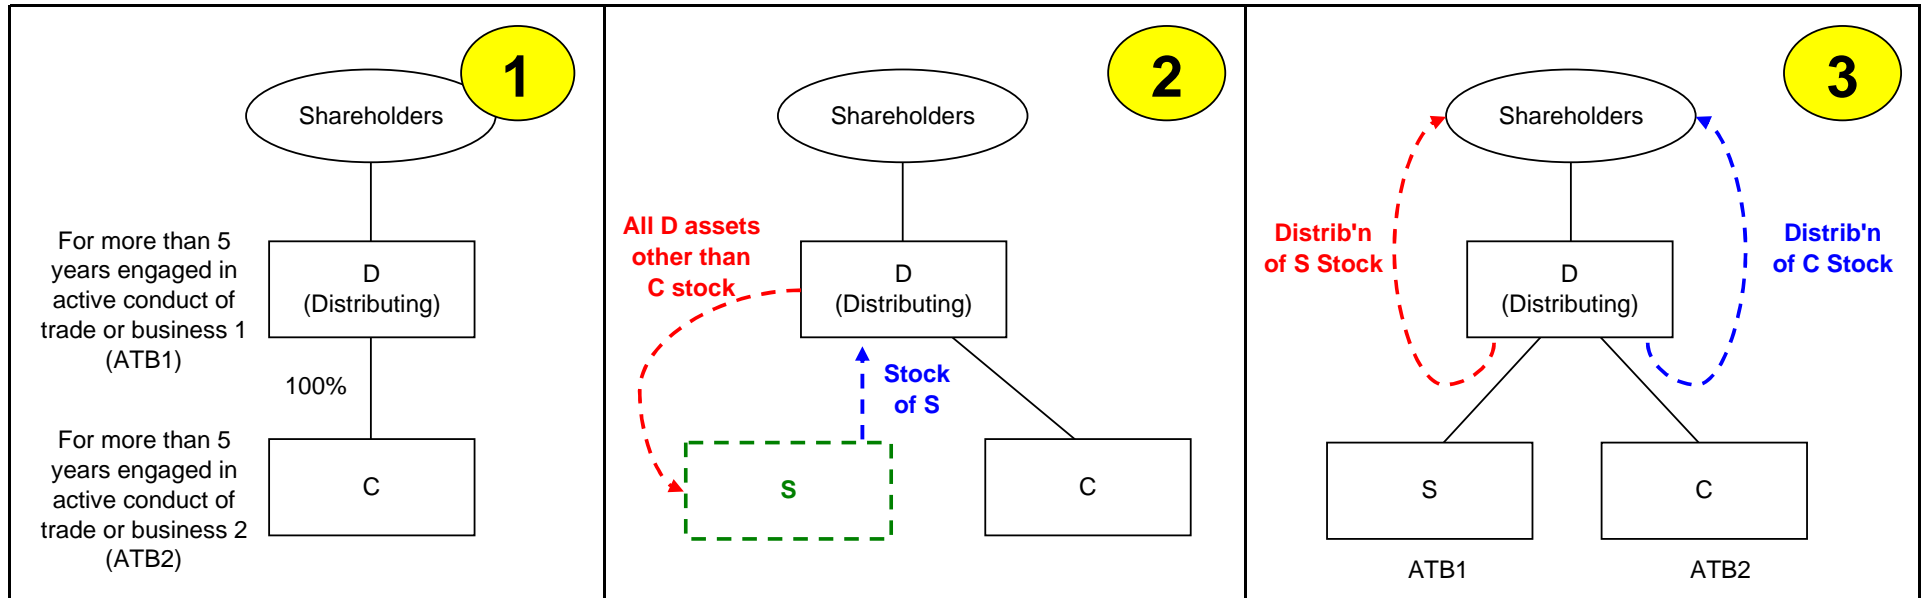 1
Shareholders
For more than 5
years engaged in
active conduct of
trade or business 1
(ATB1)
D
(Distributing)
100%
For more than 5
years engaged in
active conduct of
trade or business 2
(ATB2)
C
2
Shareholders
All D assets
other than
C stock
D
(Distributing)
Stock
of S
S
C
3
Shareholders
Distrib'n
of S Stock
D
(Distributing)
Distrib'n
of C Stock
S
C
ATB1
ATB2